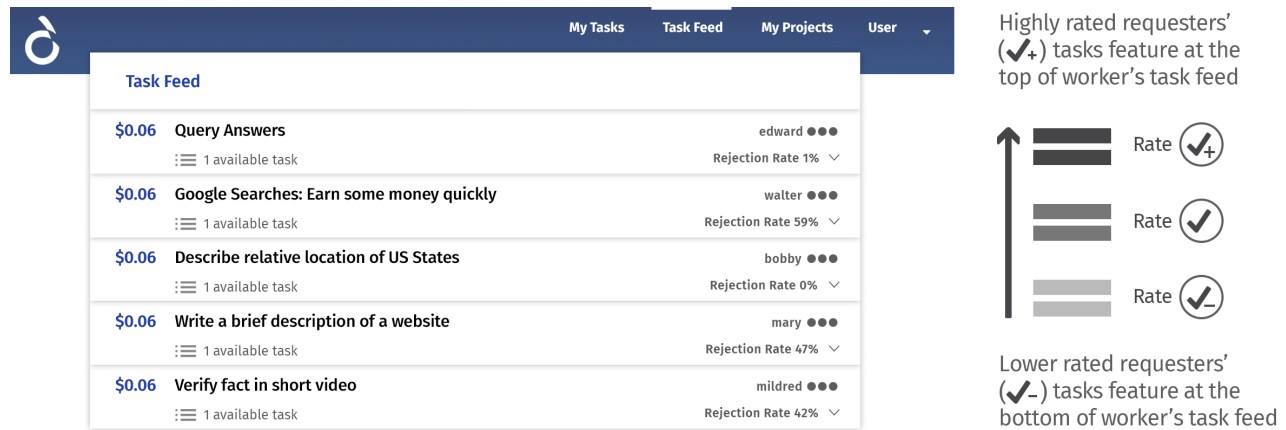 My Tasks Task Feed My Projects User
Task Feed
$0.06 Query Answers edward
1 available task Rejection Rate 1%
$0.06 Google Searches: Earn some money quickly walter
1 available task Rejection Rate 59%
$0.06 Describe relative location of US States bobby
1 available task Rejection Rate 0%
$0.06 Write a brief description of a website mary
1 available task Rejection Rate 47%
$0.06 Verify fact in short video mildred
1 available task Rejection Rate 42%
Highly rated requesters’
(✓+) tasks feature at the
top of worker’s task feed
Rate ✓+
Rate ✓
Rate ✓-
Lower rated requesters’
(✓-) tasks feature at the
bottom of worker’s task feed